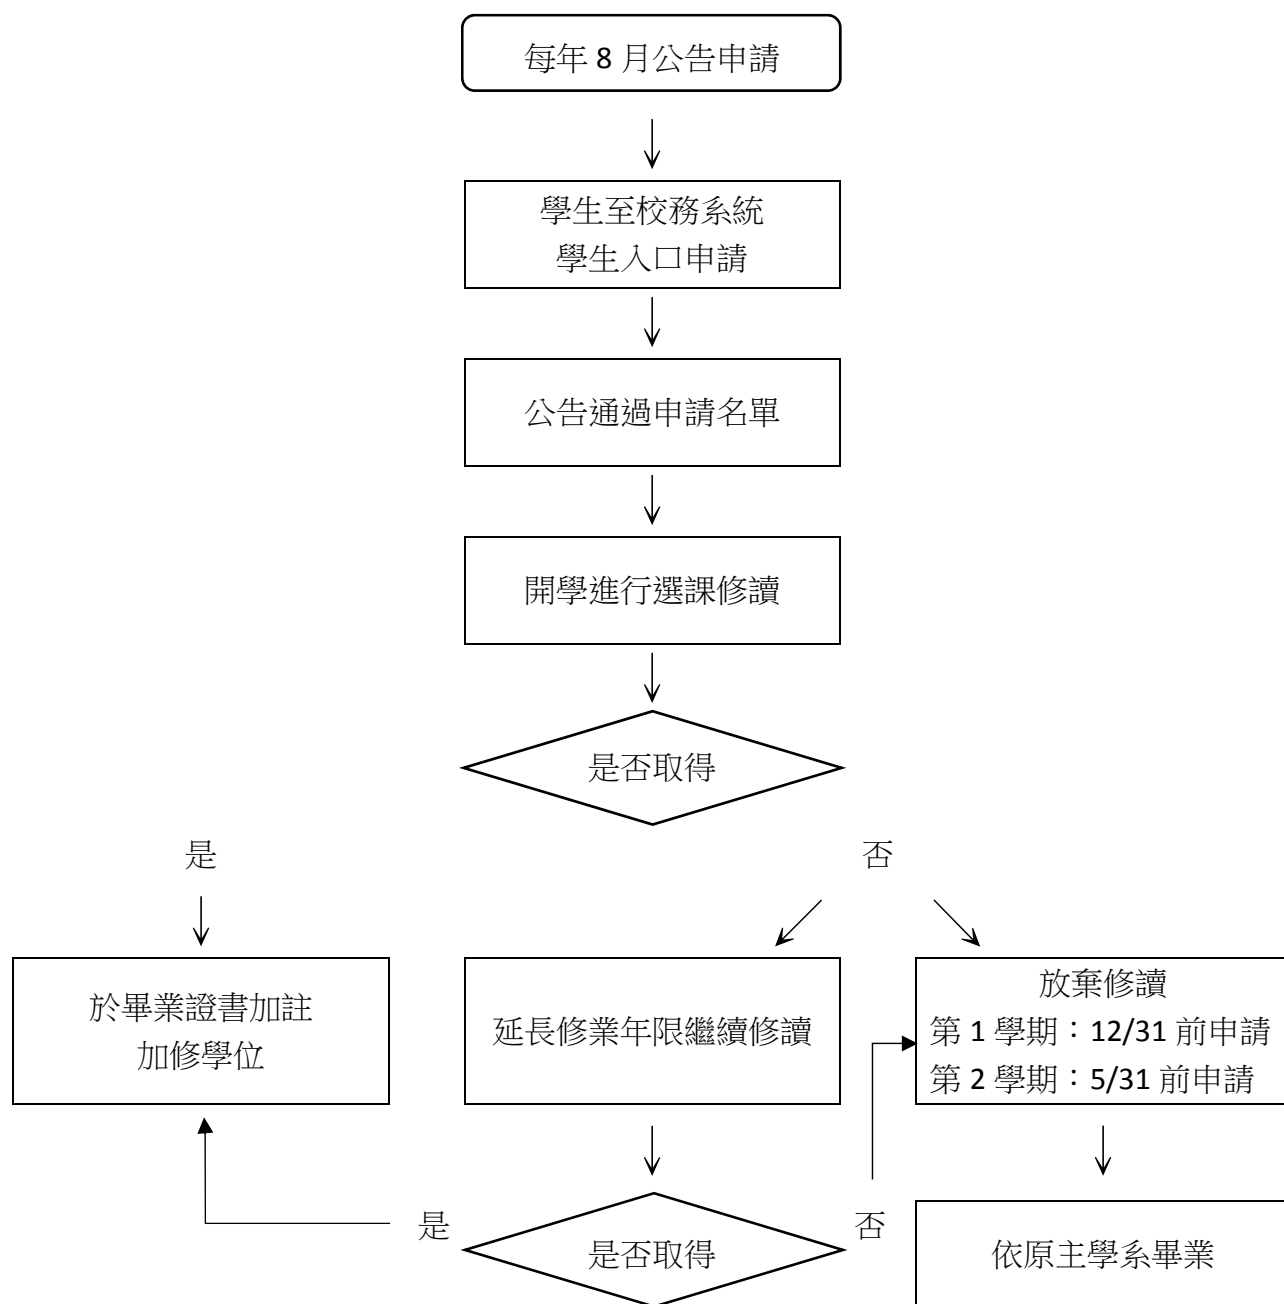 每年 8 月公告申請
學生至校務系統
學生入口申請
公告通過申請名單
開學進行選課修讀
是否取得
是
否
於畢業證書加註
加修學位
延長修業年限繼續修讀
放棄修讀
第 1 學期：12/31 前申請
第 2 學期：5/31 前申請
是
是否取得
否
依原主學系畢業